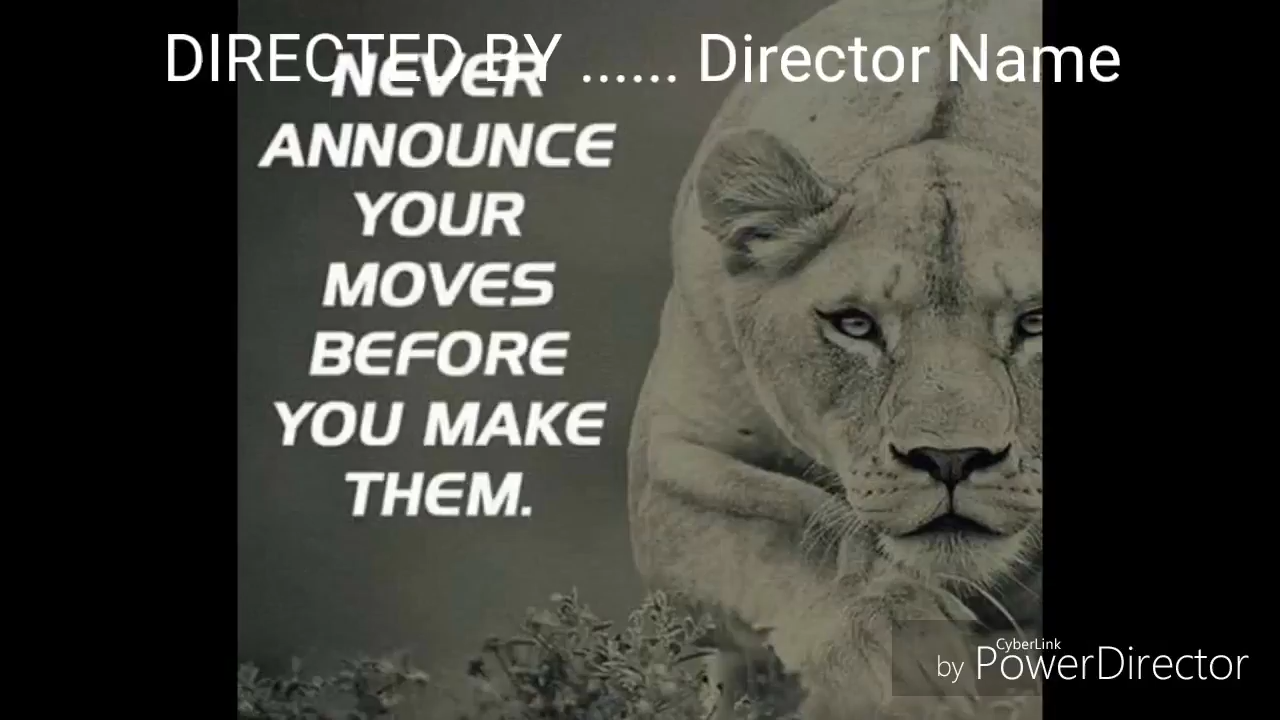 DIRECTED BY ...... Director Name
NEVER
ANNOUNCE
YOUR
MOVES
BEFORE
YOU MAKE
THEM.
CyberLink
by PowerDirector